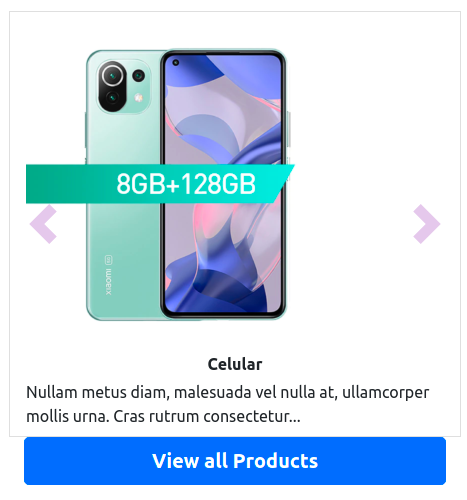 8GB+128GB
xiaomi
Celular
Nullam metus diam, malesuada vel nulla at, ullamcorper
mollis urna. Cras rutrum consectetur...
View all Products